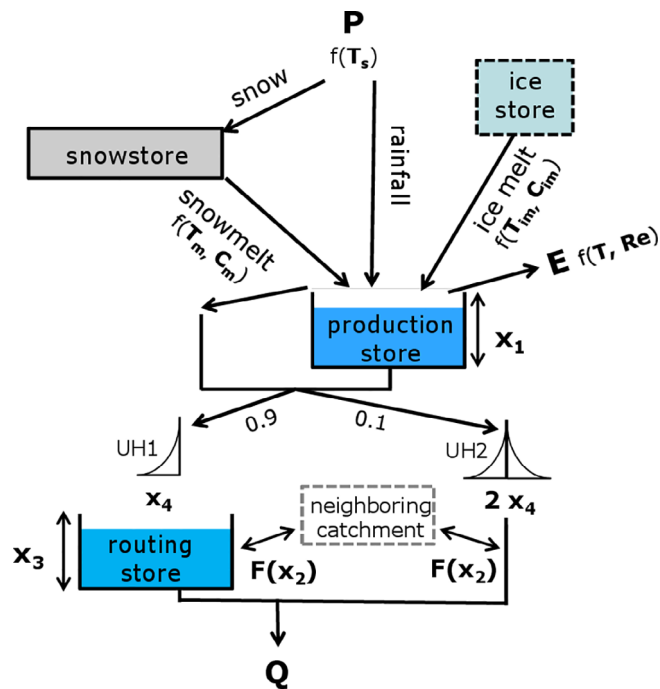 P
f(Tₛ)
snow
rainfall
ice
store
snowstore
snowmelt
f(Tₘ, Cₘ)
ice melt
f(Tᵢₘ, Cᵢₘ)
E f(T, Re)
production
store
x₁
0.9
0.1
UH1
x₄
UH2
2 x₄
neighboring
catchment
x₃
routing
store
F(x₂)
F(x₂)
Q